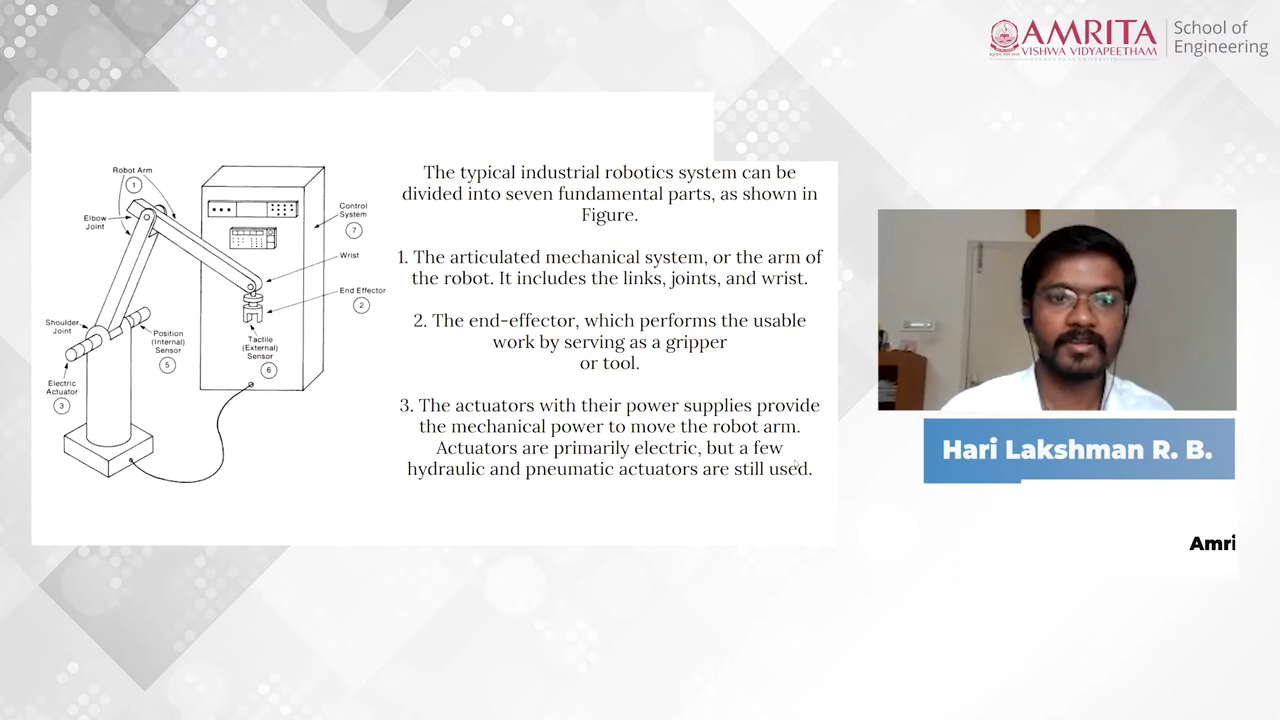 AMRITA
VISHWA VIDYAPEETHAM
School of
Engineering
Robot Arm
1
Elbow
Joint
Shoulder
Joint
Electric
Actuator
3
Position
(Internal)
Sensor
5
Tactile
(External)
Sensor
6
Control
System
7
Wrist
End Effector
2
The typical industrial robotics system can be
divided into seven fundamental parts, as shown in
Figure.
1. The articulated mechanical system, or the arm of
the robot. It includes the links, joints, and wrist.
2. The end-effector, which performs the usable
work by serving as a gripper
or tool.
3. The actuators with their power supplies provide
the mechanical power to move the robot arm.
Actuators are primarily electric, but a few
hydraulic and pneumatic actuators are still used.
Hari Lakshman R. B.
Amri